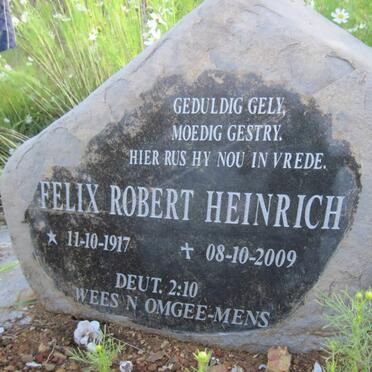 GEDULDIG GELY,
MOEDIG GESTRY.
HIER RUS HY NOU IN VREDE.
FELIX ROBERT HEINRICH
★ 11-10-1917 ✝ 08-10-2009
DEUT. 2:10
WEES N OMGEE-MENS